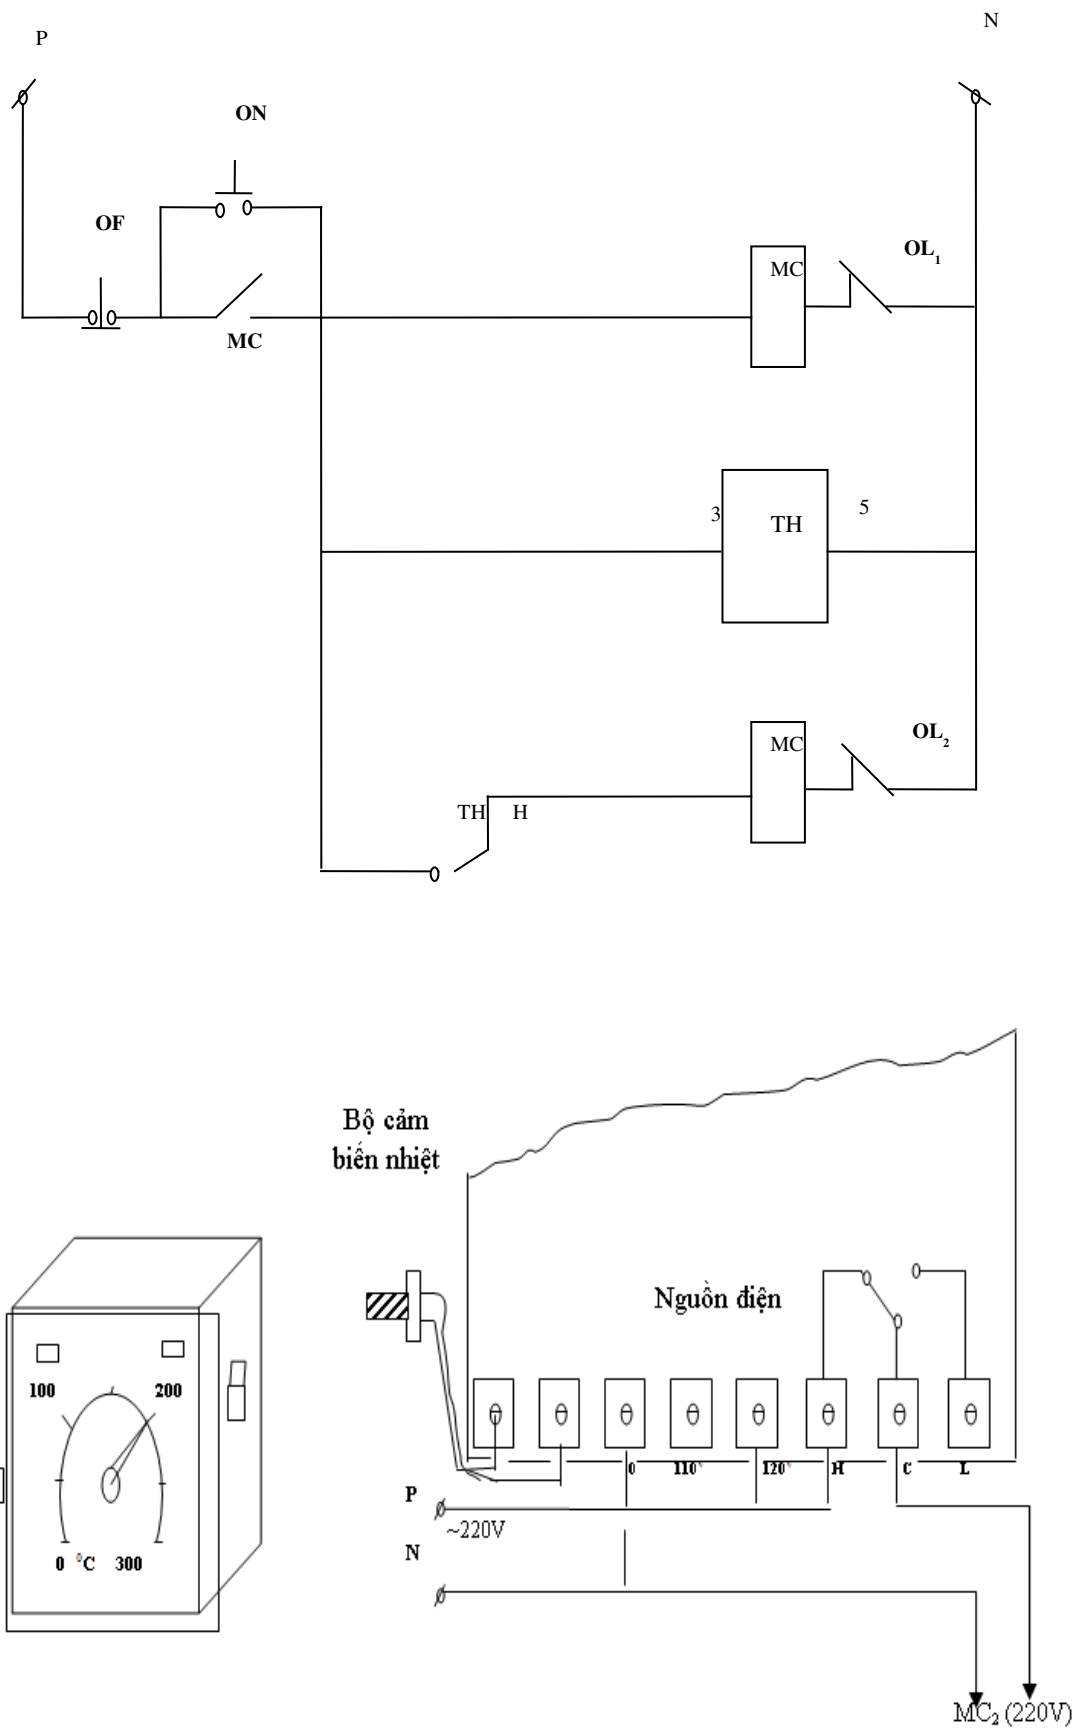 P
N
ON
OF
OL1
MC
MC
3
TH
5
OL2
MC
TH H
Bộ cảm
biến nhiệt
Nguồn điện
100 200
0 °C 300
0 110° 120° H C L
P
~220V
N
MC2 (220V)